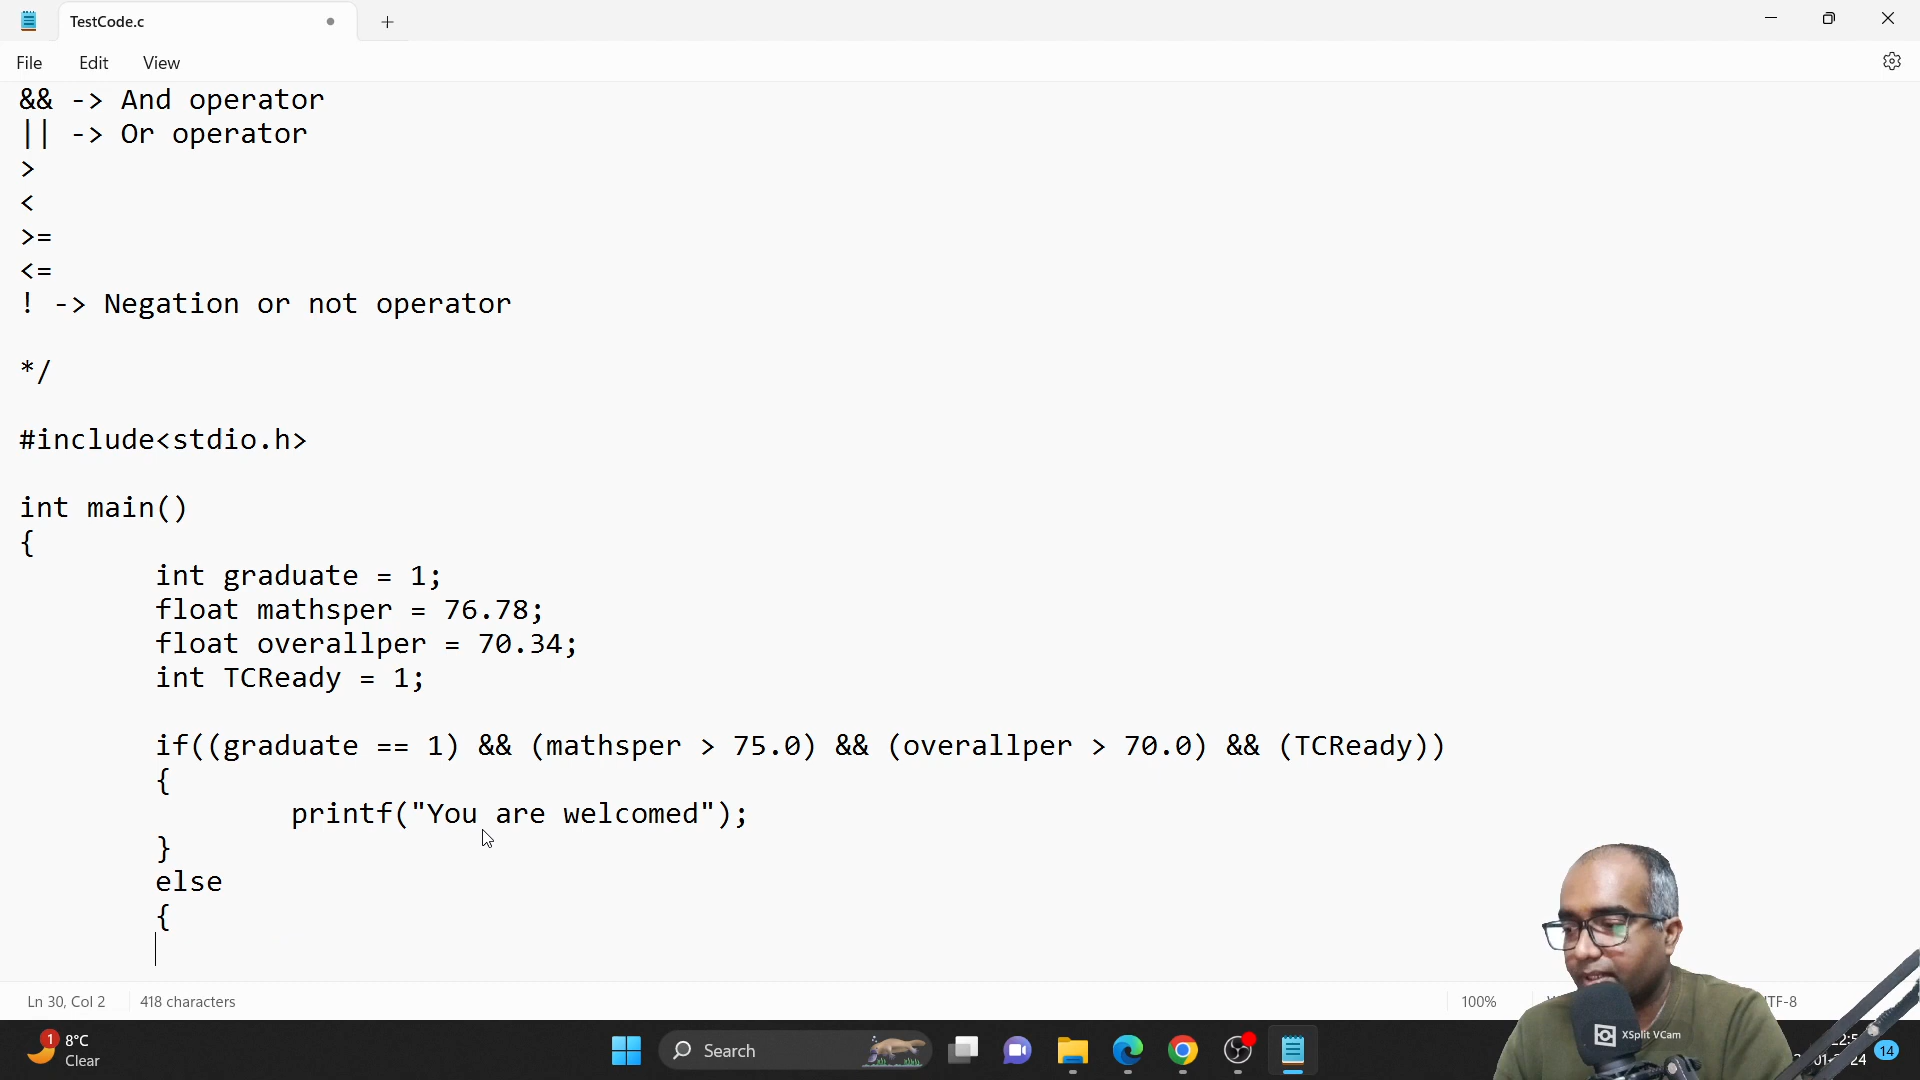 TestCode.c
File Edit View
&& -> And operator
|| -> Or operator
>
<
>=
<=
! -> Negation or not operator
*/
#include<stdio.h>
int main()
{
int graduate = 1;
float mathsper = 76.78;
float overallper = 70.34;
int TCReady = 1;
if((graduate == 1) && (mathsper > 75.0) && (overallper > 70.0) && (TCReady))
{
printf("You are welcomed");
}
else
{
Ln 30, Col 2 418 characters 100%
1 8°C
Clear
Search
XSplit VCam
14